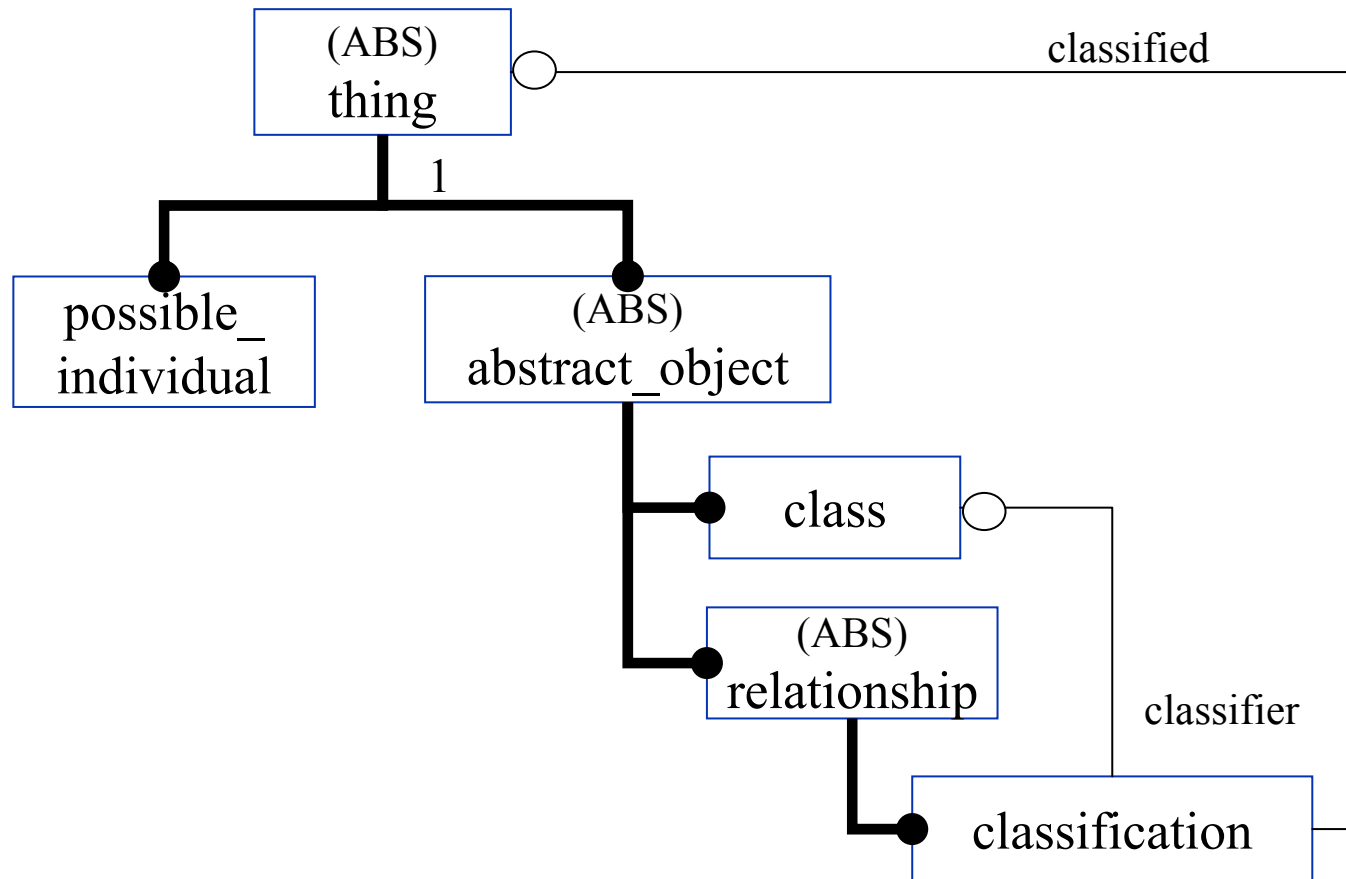 (ABS)
thing
classified
1
possible_
individual
(ABS)
abstract_object
class
(ABS)
relationship
classifier
classification